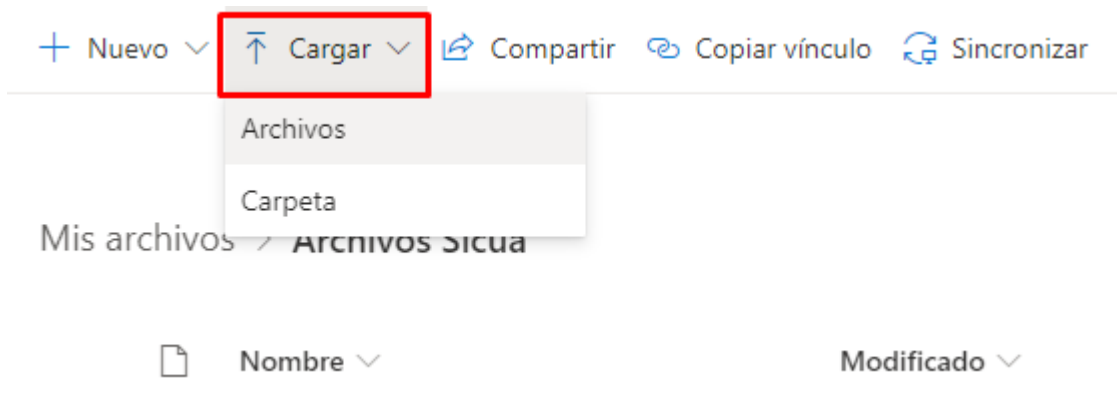 Nuevo Cargar Compartir Copiar vínculo Sincronizar
Archivos
Carpeta
Mis archivos > Archivos Sicua
Nombre Modificado